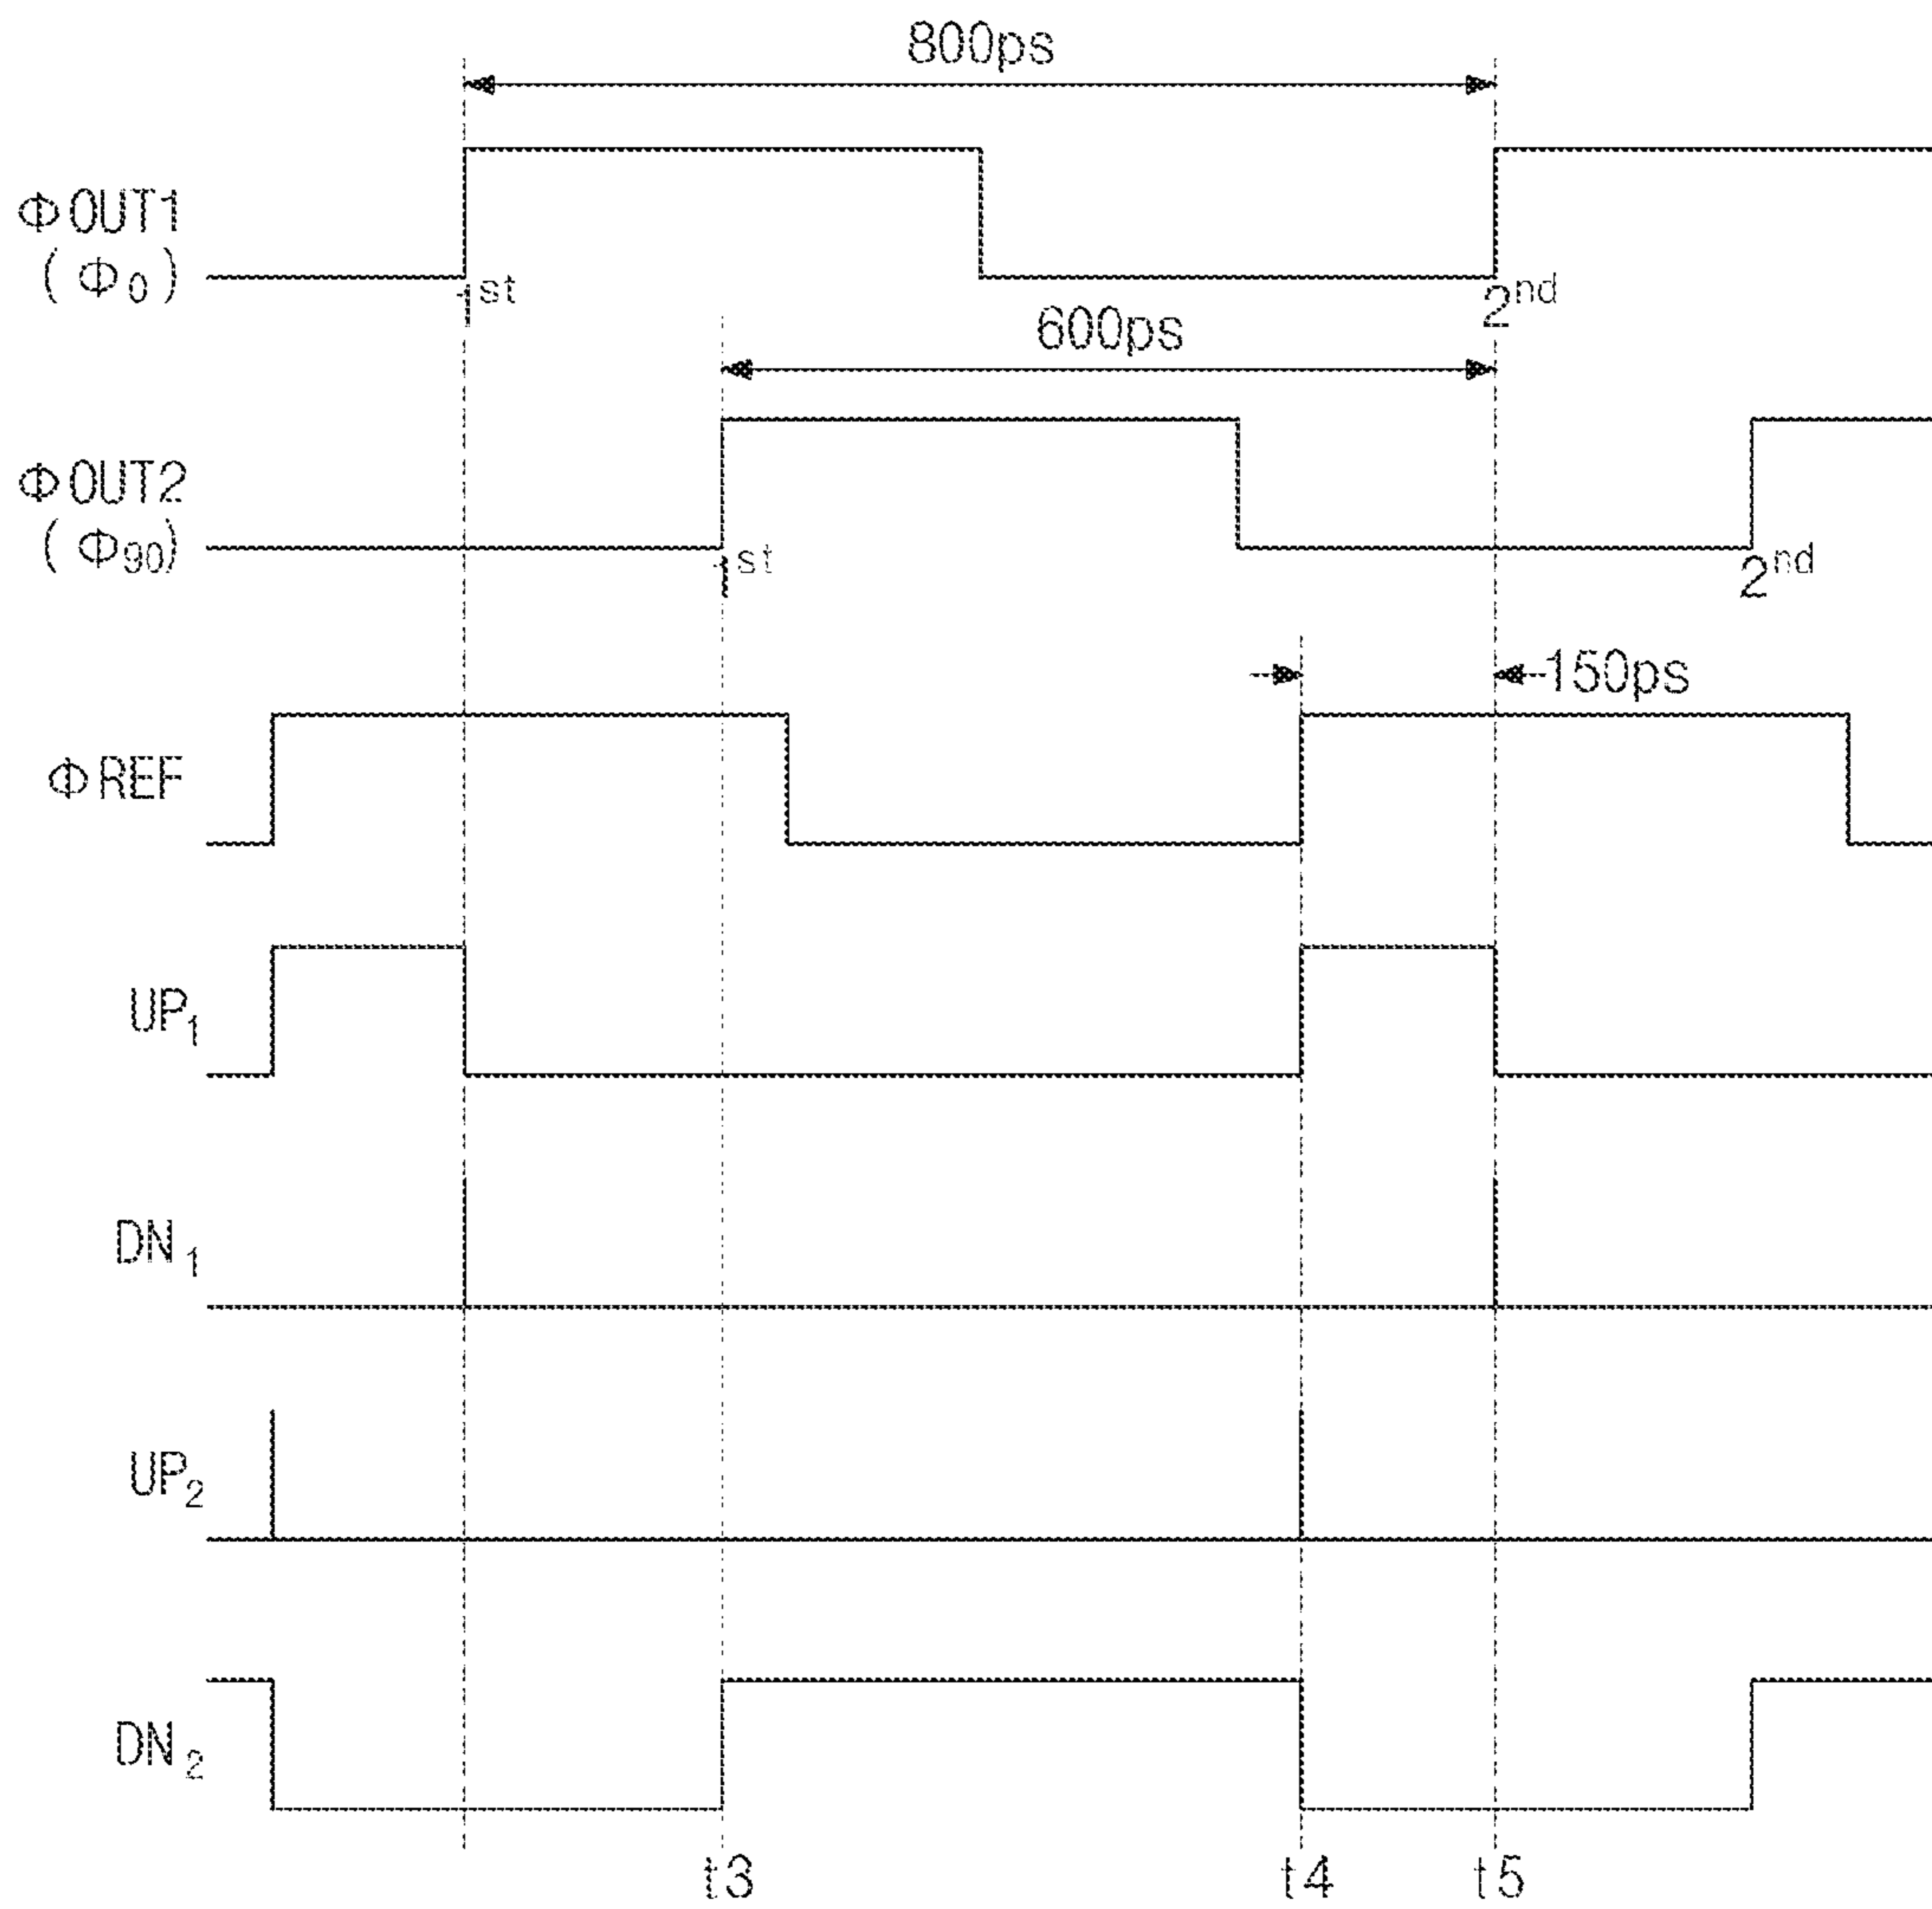 800ps
ΦOUT1
(Φ0)
1st
2nd
600ps
ΦOUT2
(Φ90)
1st
2nd
150ps
ΦREF
UP1
DN1
UP2
DN2
t3 t4 t5